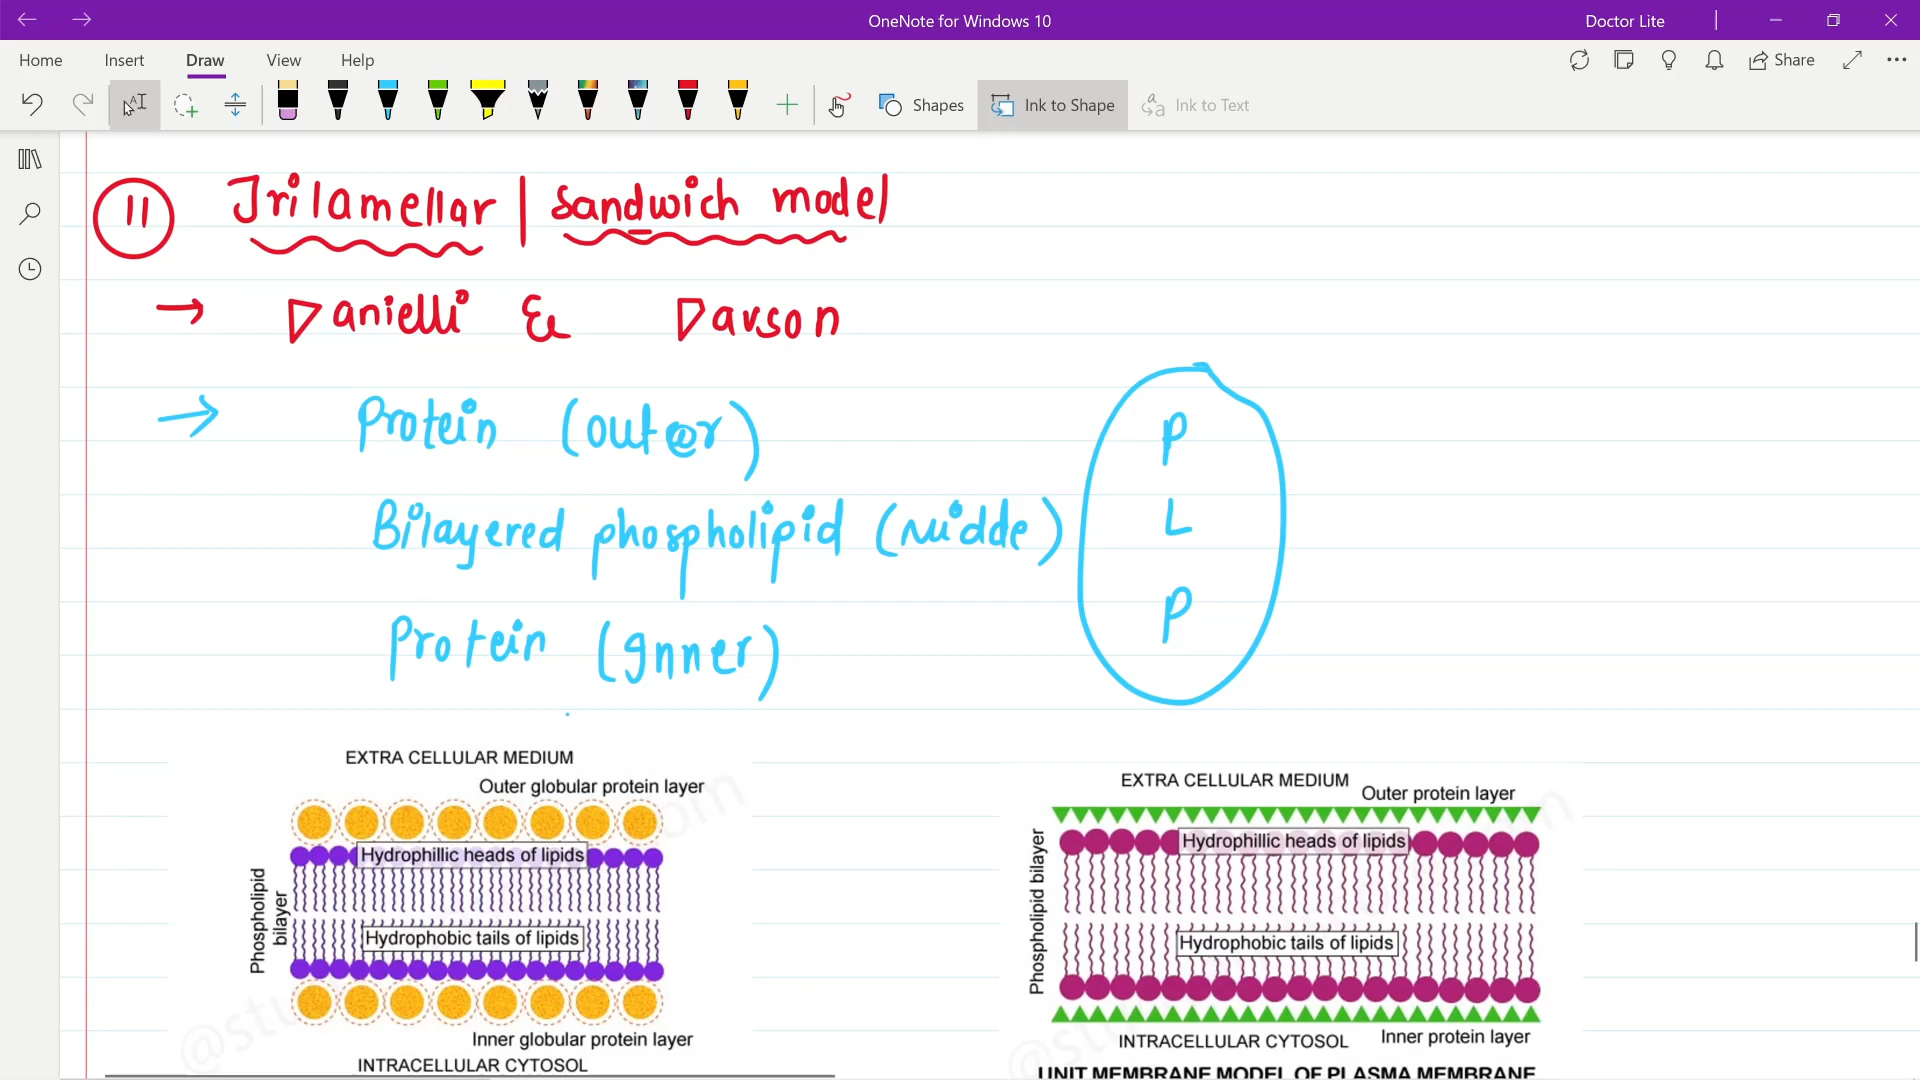 OneNote for Windows 10
Doctor Lite
Home Insert Draw View Help
Share
Shapes Ink to Shape Ink to Text
11 Trilamellar | sandwich model
→ Danielli & Davson
→ Protein (outer)
Bilayered phospholipid (Midde)
Protein (Inner)
P
L
P
EXTRA CELLULAR MEDIUM
Outer globular protein layer
Hydrophillic heads of lipids
Phospholipid
bilayer
Hydrophobic tails of lipids
Inner globular protein layer
INTRACELLULAR CYTOSOL
EXTRA CELLULAR MEDIUM
Outer protein layer
Hydrophillic heads of lipids
Phospholipid bilayer
Hydrophobic tails of lipids
Inner protein layer
INTRACELLULAR CYTOSOL
UNIT MEMBRANE MODEL OF PLASMA MEMBRANE